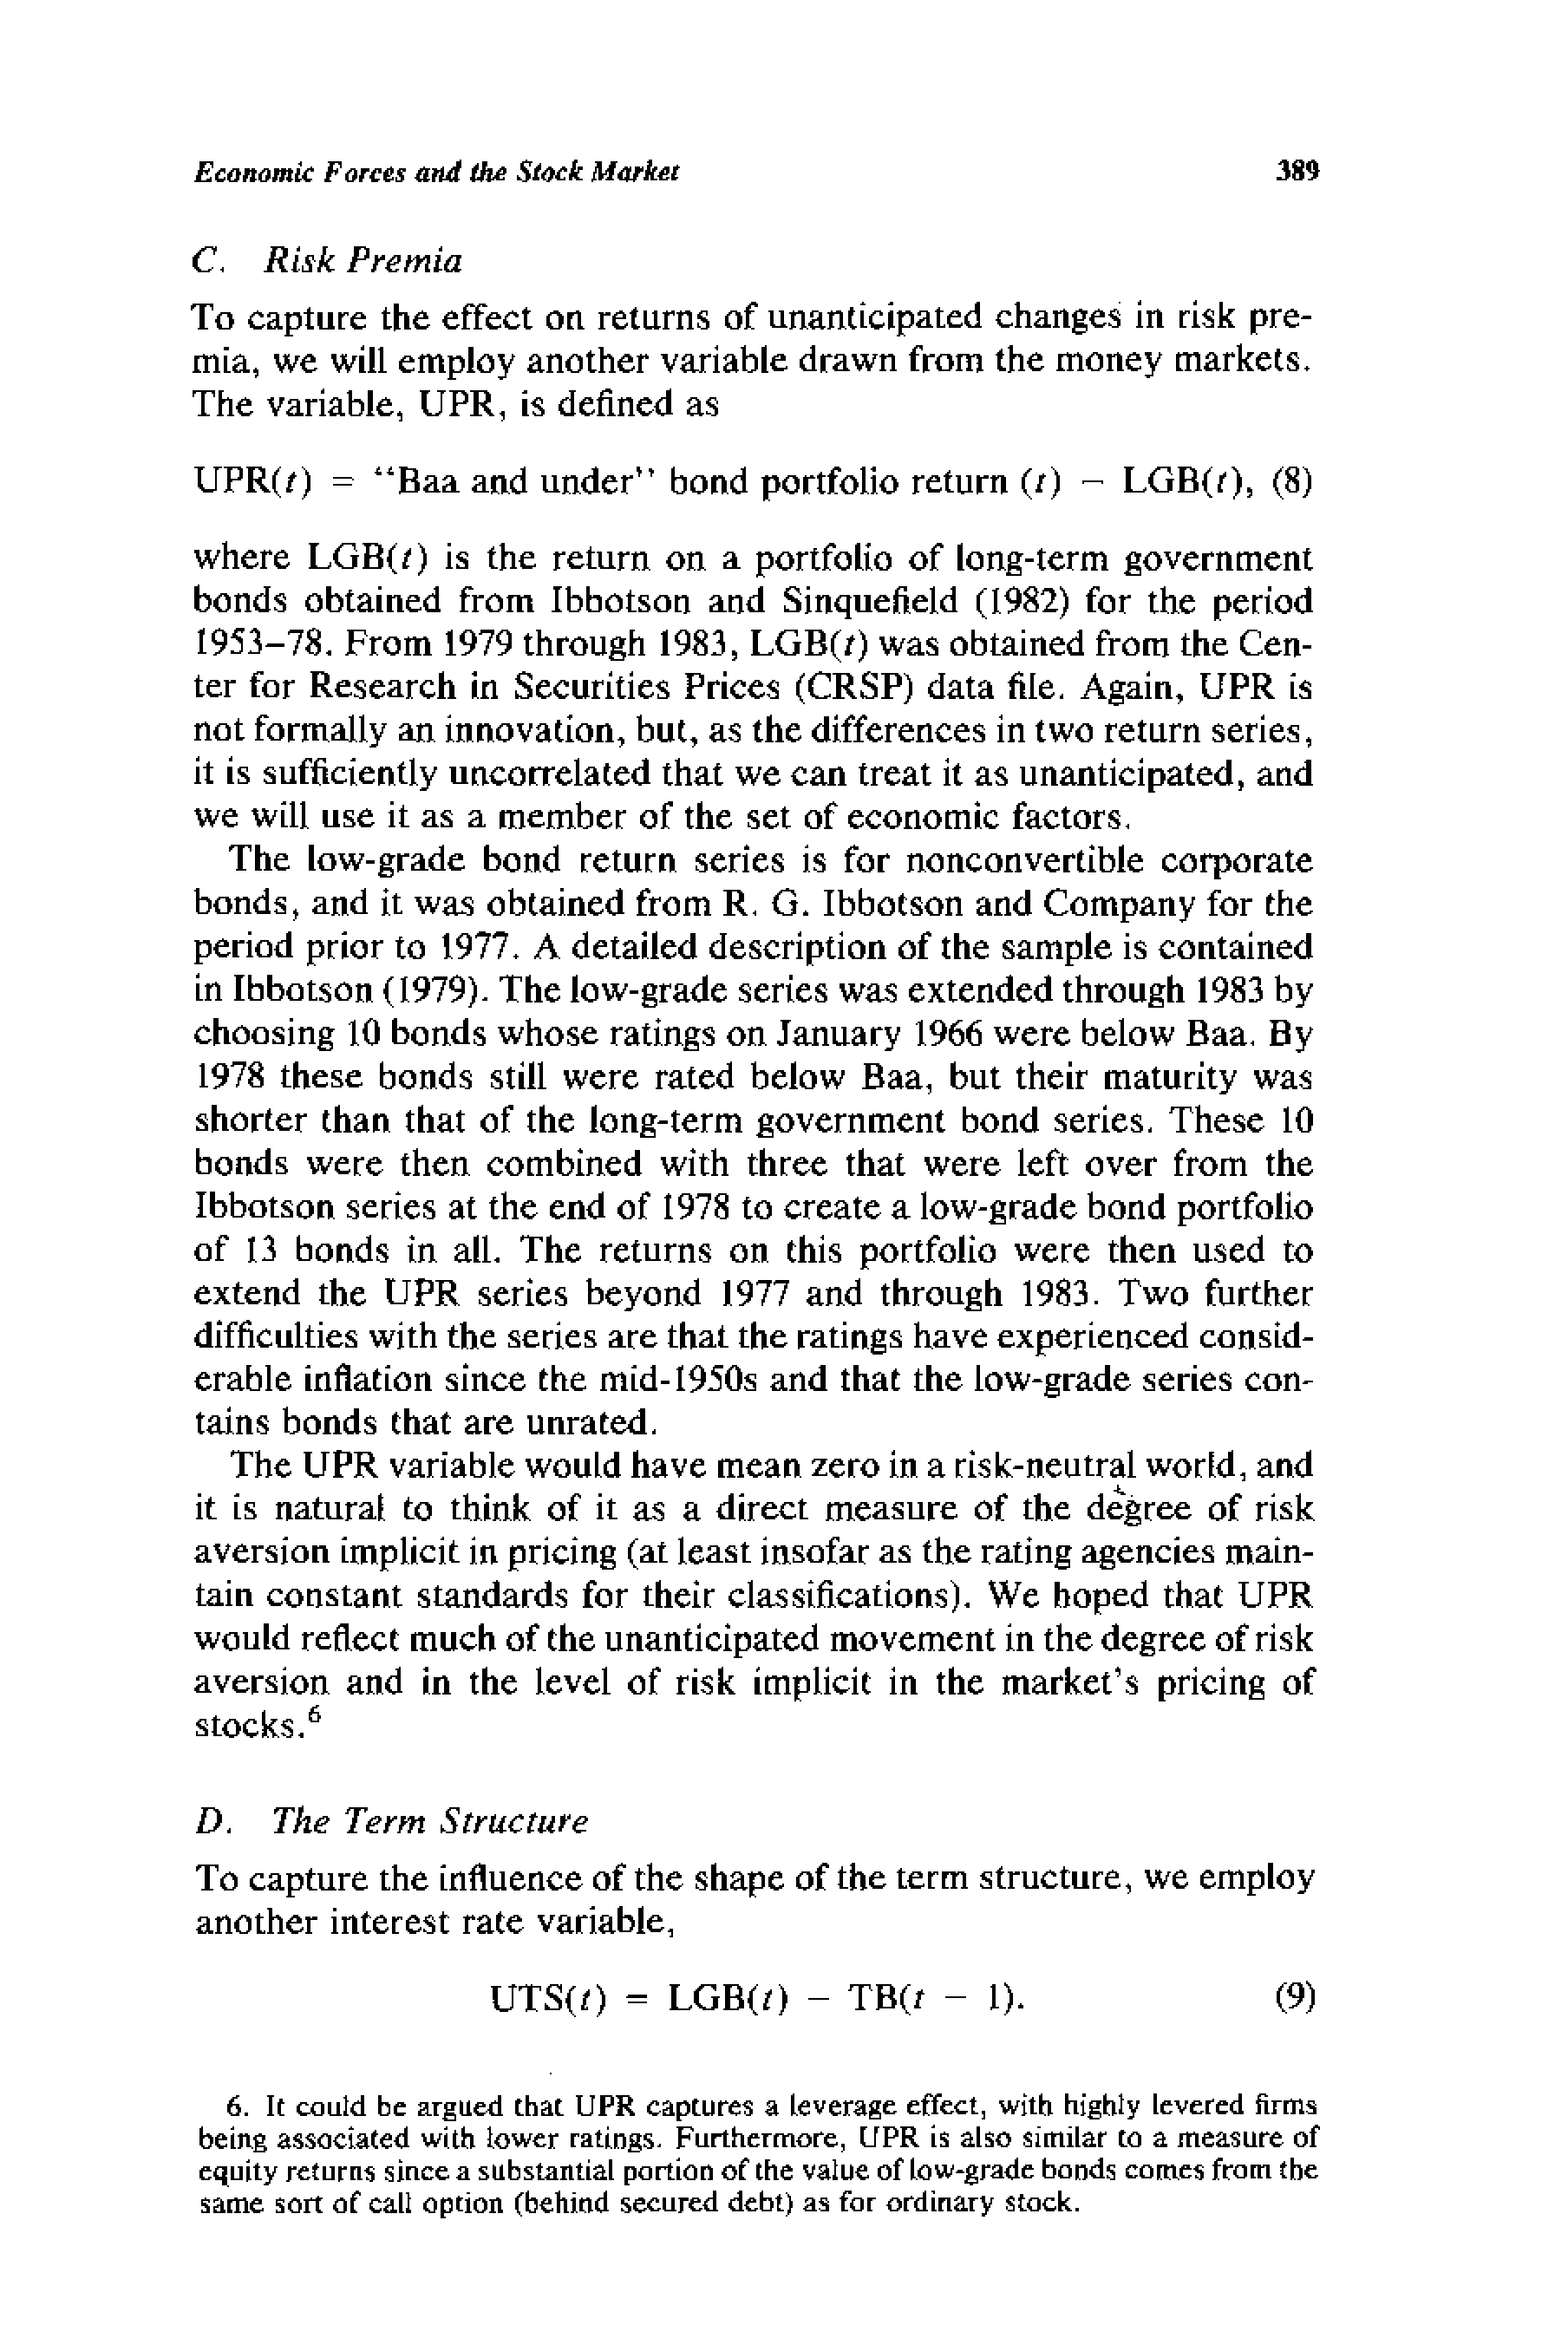 Economic Forces and the Stock Market 389
C. Risk Premia
To capture the effect on returns of unanticipated changes in risk pre-
mia, we will employ another variable drawn from the money markets.
The variable, UPR, is defined as
UPR(t) = “Baa and under” bond portfolio return (t) − LGB(t), (8)
where LGB(t) is the return on a portfolio of long-term government
bonds obtained from Ibbotson and Sinquefield (1982) for the period
1953–78. From 1979 through 1983, LGB(t) was obtained from the Cen-
ter for Research in Securities Prices (CRSP) data file. Again, UPR is
not formally an innovation, but, as the differences in two return series,
it is sufficiently uncorrelated that we can treat it as unanticipated, and
we will use it as a member of the set of economic factors.
The low-grade bond return series is for nonconvertible corporate
bonds, and it was obtained from R. G. Ibbotson and Company for the
period prior to 1977. A detailed description of the sample is contained
in Ibbotson (1979). The low-grade series was extended through 1983 by
choosing 10 bonds whose ratings on January 1966 were below Baa. By
1978 these bonds still were rated below Baa, but their maturity was
shorter than that of the long-term government bond series. These 10
bonds were then combined with three that were left over from the
Ibbotson series at the end of 1978 to create a low-grade bond portfolio
of 13 bonds in all. The returns on this portfolio were then used to
extend the UPR series beyond 1977 and through 1983. Two further
difficulties with the series are that the ratings have experienced consid-
erable inflation since the mid-1950s and that the low-grade series con-
tains bonds that are unrated.
The UPR variable would have mean zero in a risk-neutral world, and
it is natural to think of it as a direct measure of the degree of risk
aversion implicit in pricing (at least insofar as the rating agencies main-
tain constant standards for their classifications). We hoped that UPR
would reflect much of the unanticipated movement in the degree of risk
aversion and in the level of risk implicit in the market's pricing of
stocks.⁶
D. The Term Structure
To capture the influence of the shape of the term structure, we employ
another interest rate variable,
UTS(t) = LGB(t) − TB(t − 1). (9)
6. It could be argued that UPR captures a leverage effect, with highly levered firms
being associated with lower ratings. Furthermore, UPR is also similar to a measure of
equity returns since a substantial portion of the value of low-grade bonds comes from the
same sort of call option (behind secured debt) as for ordinary stock.